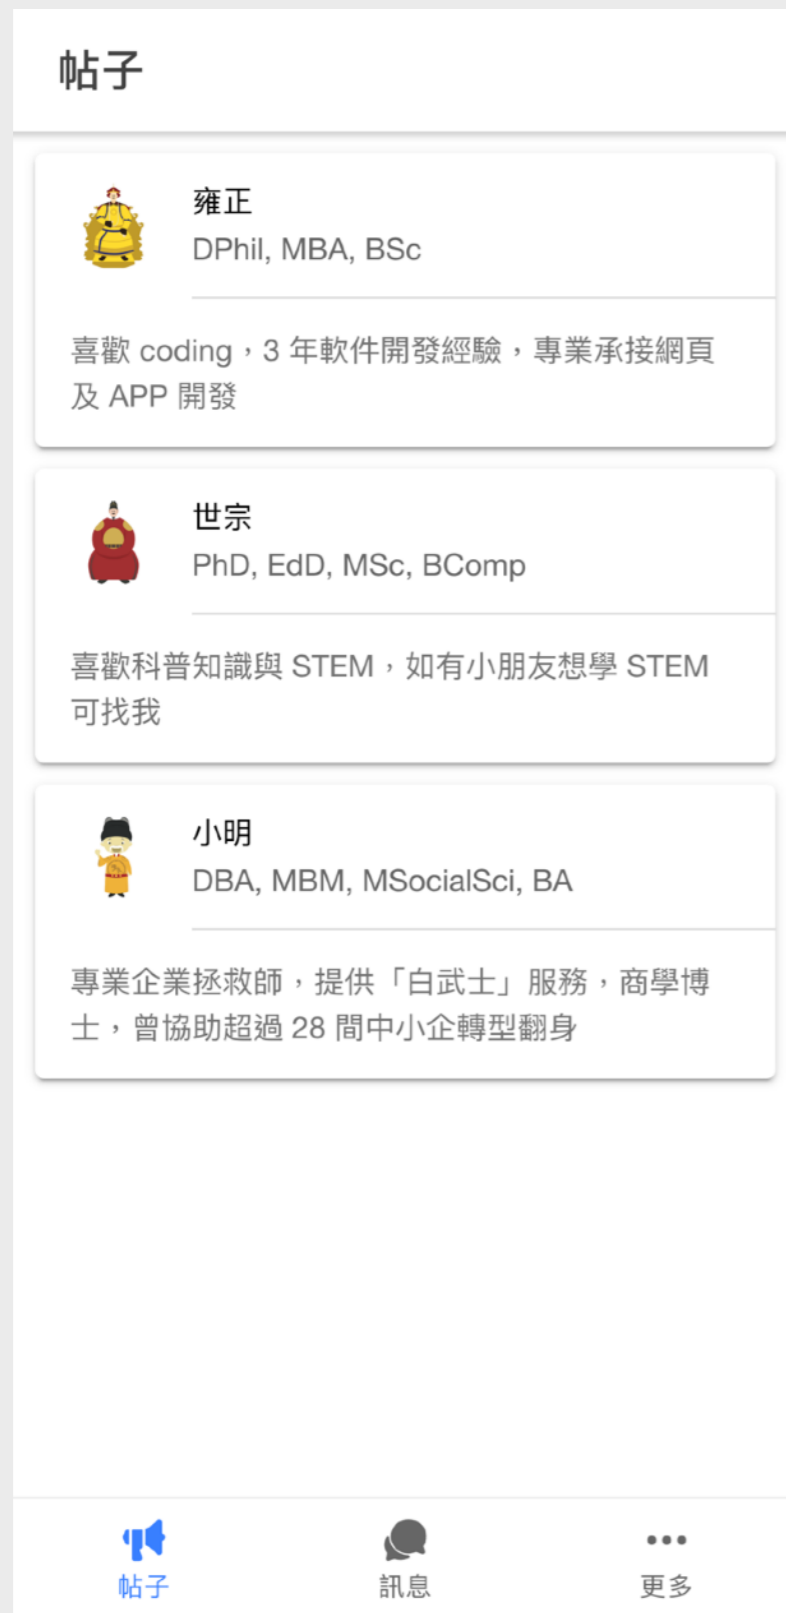 帖子
雍正
DPhil, MBA, BSc
喜歡 coding，3 年軟件開發經驗，專業承接網頁
及 APP 開發
世宗
PhD, EdD, MSc, BComp
喜歡科普知識與 STEM，如有小朋友想學 STEM
可找我
小明
DBA, MBM, MSocialSci, BA
專業企業拯救師，提供「白武士」服務，商學博
士，曾協助超過 28 間中小企轉型翻身
帖子
訊息
更多